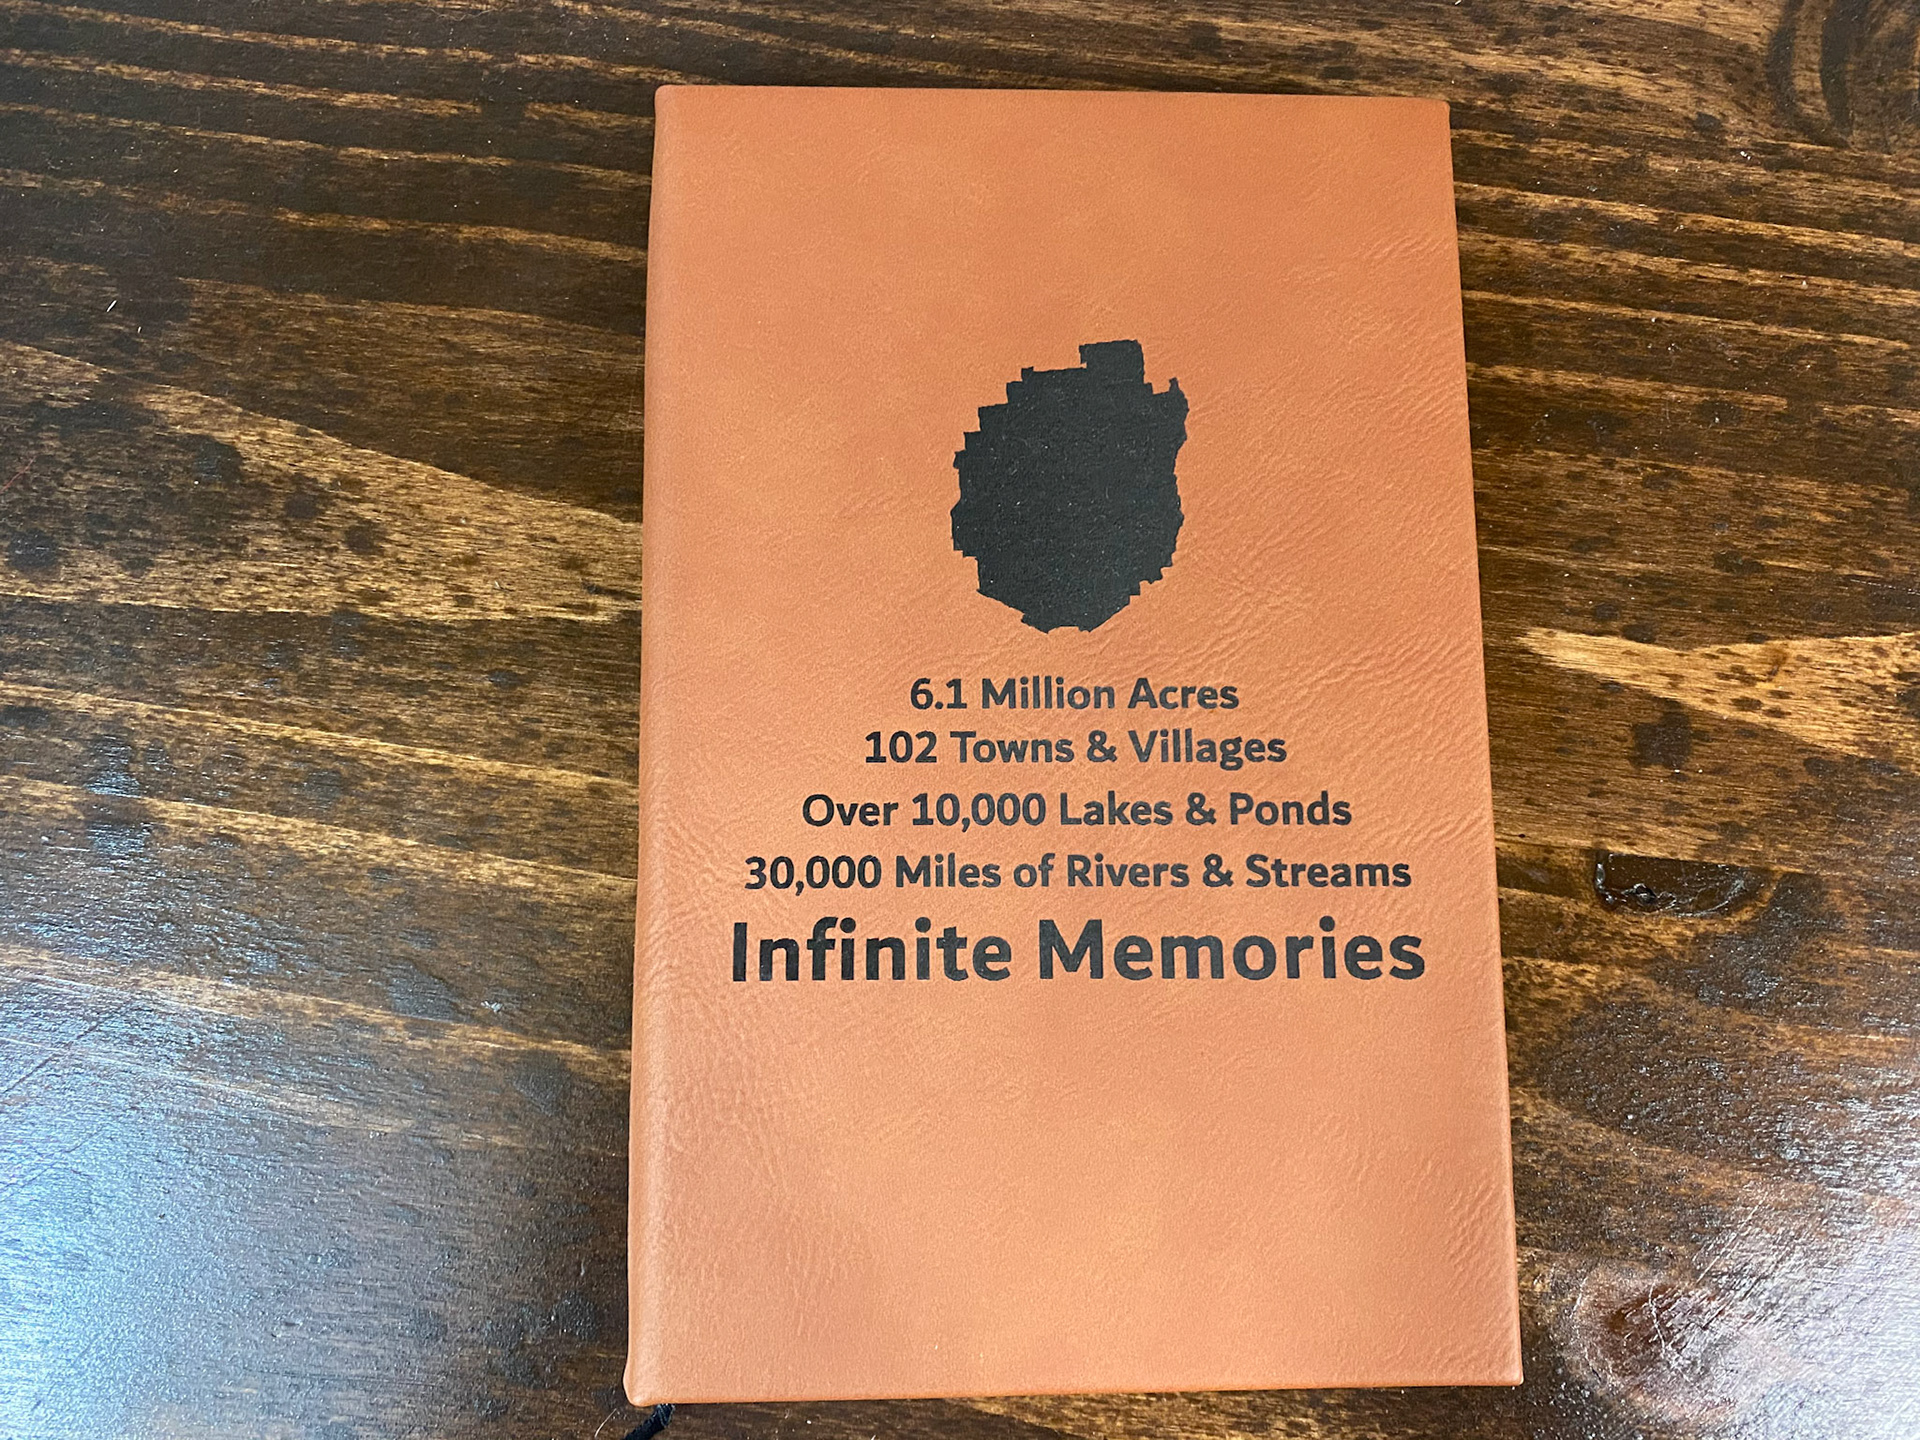 6.1 Million Acres
102 Towns & Villages
Over 10,000 Lakes & Ponds
30,000 Miles of Rivers & Streams
Infinite Memories